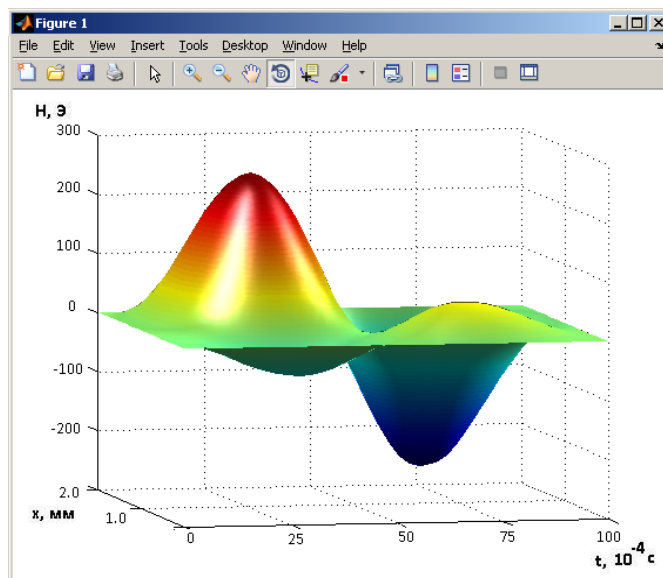 Figure 1
File Edit View Insert Tools Desktop Window Help
H, Э
300
200
100
0
-100
-200
2.0
x, мм
1.0
0
25
50
75
100
t, 10⁻⁴ c